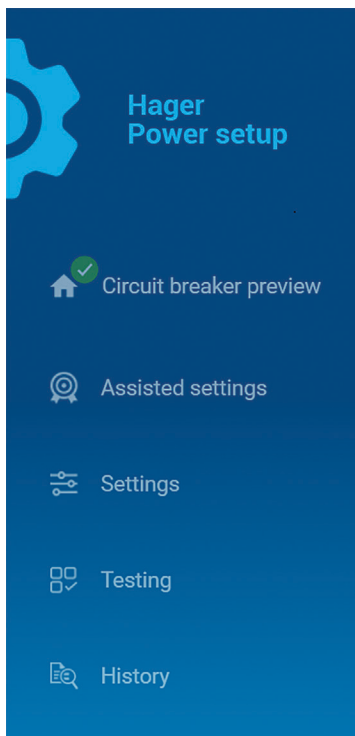 Hager
Power setup
Circuit breaker preview
Assisted settings
Settings
Testing
History